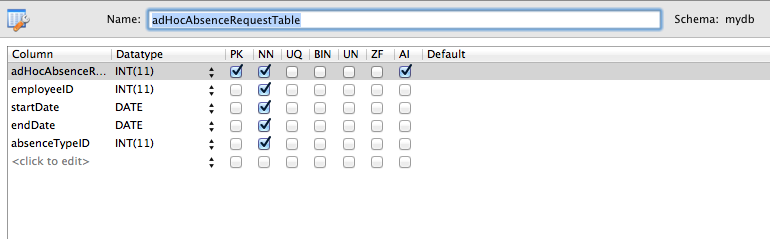 Name: adHocAbsenceRequestTable Schema: mydb
Column Datatype PK NN UQ BIN UN ZF AI Default
adHocAbsenceR... INT(11)
employeeID INT(11)
startDate DATE
endDate DATE
absenceTypeID INT(11)
<click to edit>